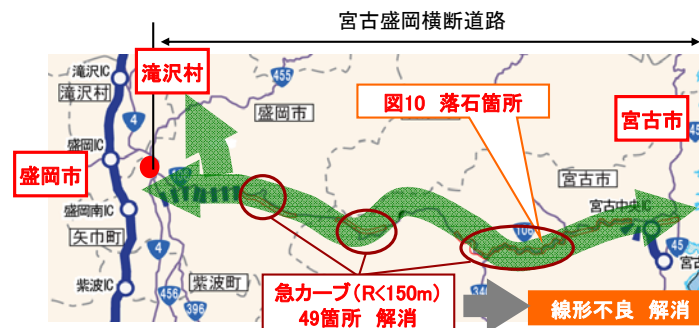 宮古盛岡横断道路
滝沢IC
滝沢村
455
滝沢村
4
盛岡市
図10 落石箇所
宮古市
盛岡IC
盛岡市
106
宮古市
盛岡南IC
宮古中央IC
矢巾町
106
45
4
紫波町
紫波IC
456
396
急カーブ(R<150m)
49箇所 解消
340
線形不良 解消